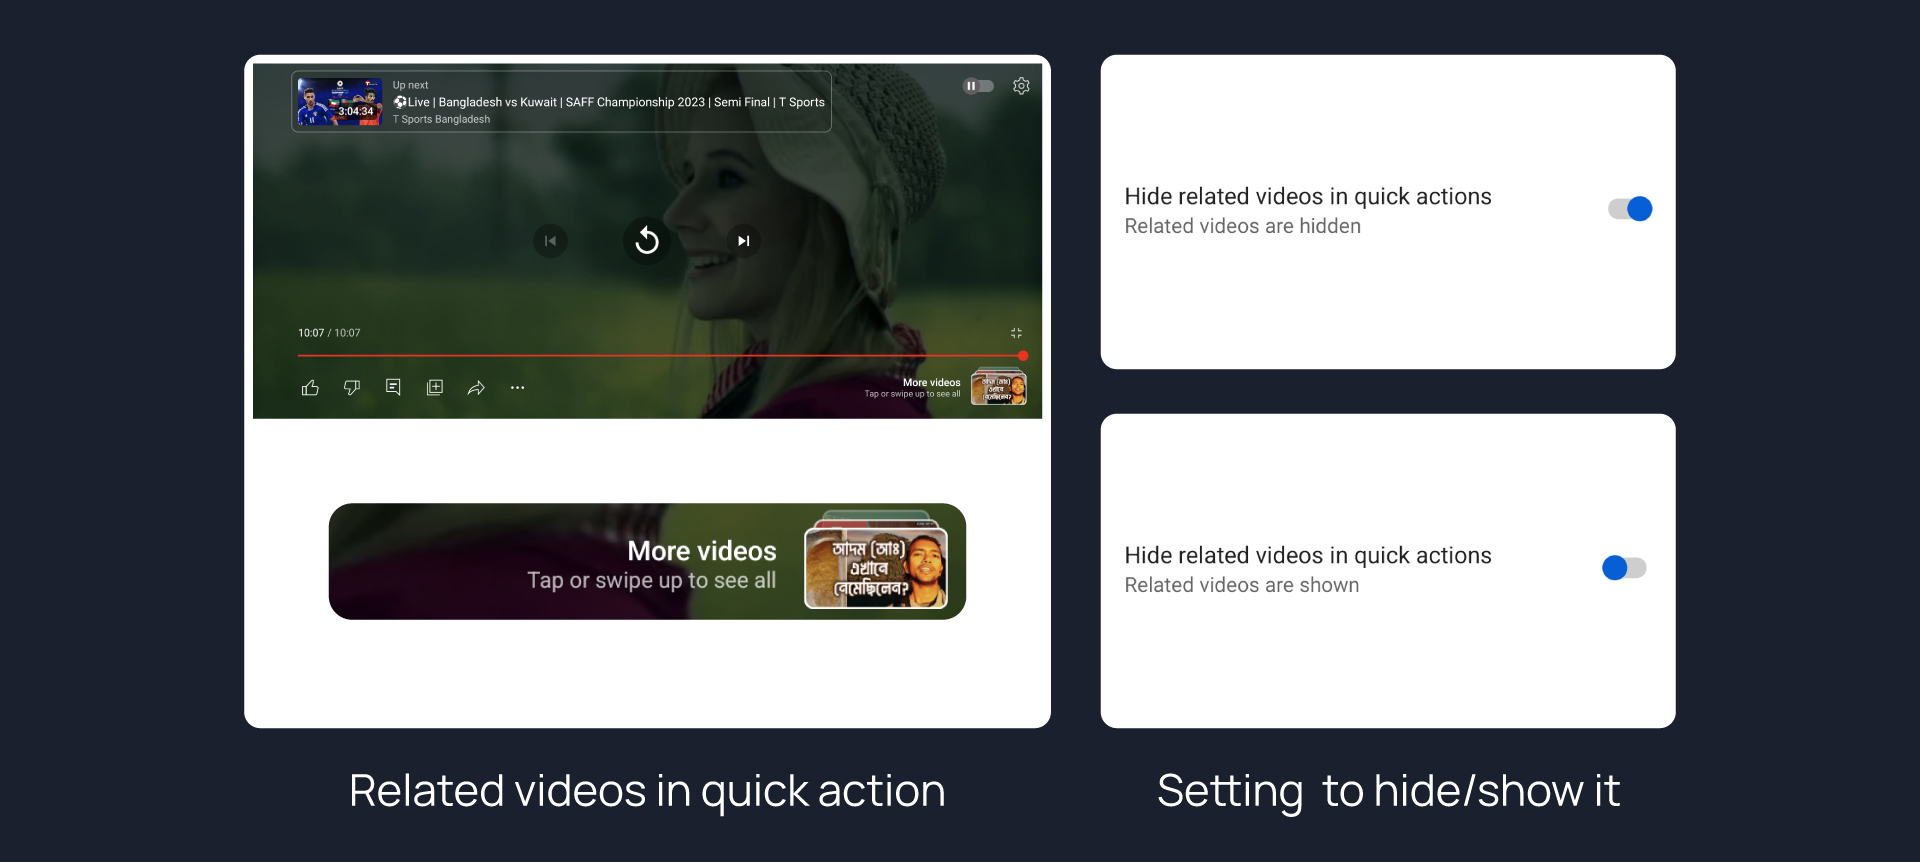 Up next
⚽Live | Bangladesh vs Kuwait | SAFF Championship 2023 | Semi Final | T Sports
3:04:34
T Sports Bangladesh
10:07 / 10:07
More videos
Tap or swipe up to see all
আদম (আঃ)
এখানে
নেমেছিলেন?
More videos
Tap or swipe up to see all
আদম (আঃ)
এখানে
নেমেছিলেন?
Related videos in quick action
Hide related videos in quick actions
Related videos are hidden
Hide related videos in quick actions
Related videos are shown
Setting to hide/show it